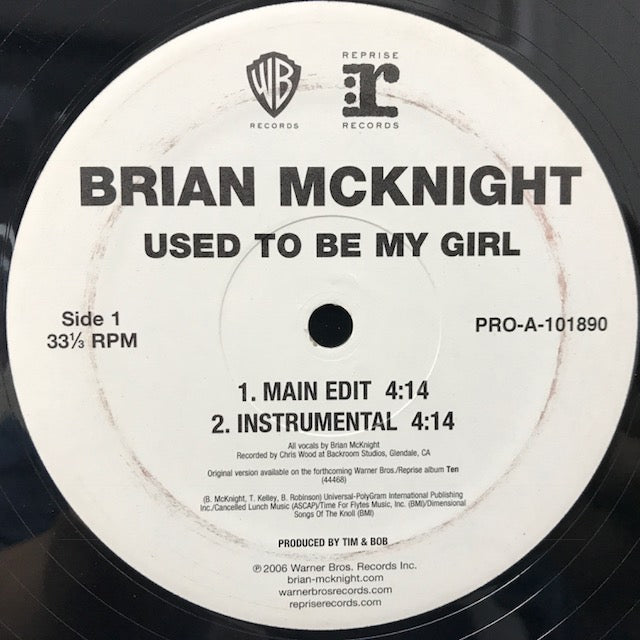 WB
RECORDS
REPRISE
r
RECORDS
BRIAN MCKNIGHT
USED TO BE MY GIRL
Side 1
33⅓ RPM
PRO-A-101890
1. MAIN EDIT 4:14
2. INSTRUMENTAL 4:14
All vocals by Brian McKnight
Recorded by Chris Wood at Backroom Studios, Glendale, CA
Original version available on the forthcoming Warner Bros./Reprise album Ten
(44468)
(B. McKnight, T. Kelley, B. Robinson) Universal-PolyGram International Publishing
Inc./Cancelled Lunch Music (ASCAP)/Time For Flytes Music, Inc. (BMI)/Dimensional
Songs Of The Knoll (BMI)
PRODUCED BY TIM & BOB
℗ 2006 Warner Bros. Records Inc.
brian-mcknight.com
warnerbrosrecords.com
repriserecords.com